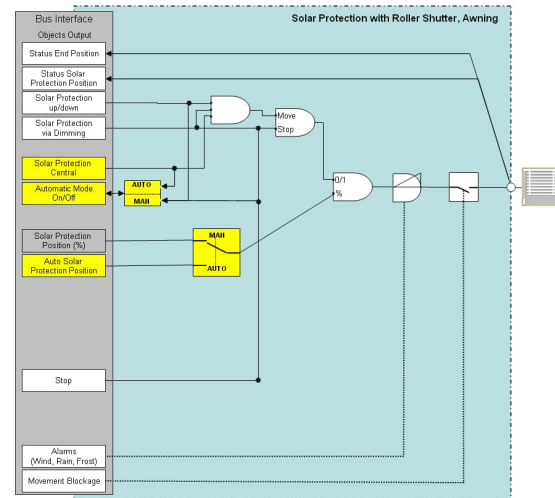 Bus Interface
Solar Protection with Roller Shutter, Awning
Objects Output
Status End Position
Status Solar
Protection Position
Solar Protection
up/down
Solar Protection
via Dimming
Move
Stop
Solar Protection
Central
Automatic Mode
On/Off
AUTO
MAN
0/1
%
Solar Protection
Position (%)
Auto Solar
Protection Position
MAN
AUTO
Stop
Alarms
(Wind, Rain, Frost)
Movement Blockage